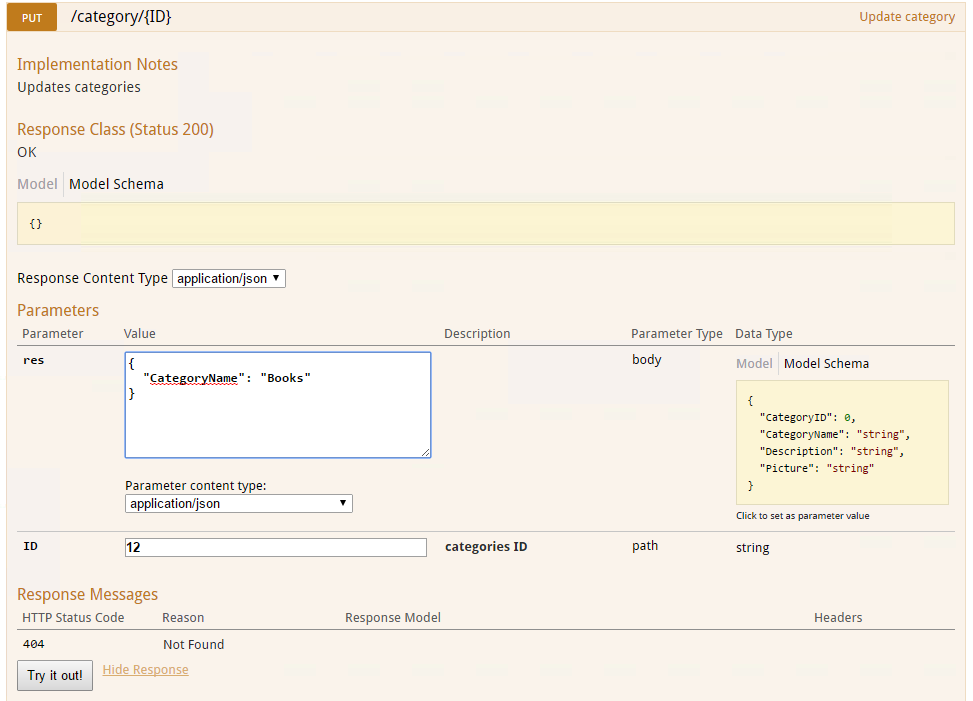 PUT /category/{ID} Update category
Implementation Notes
Updates categories
Response Class (Status 200)
OK
Model Model Schema
{}
Response Content Type application/json
Parameters
Parameter Value Description Parameter Type Data Type
res
{
"CategoryName": "Books"
}
Parameter content type:
application/json
body
Model Model Schema
{
"CategoryID": 0,
"CategoryName": "string",
"Description": "string",
"Picture": "string"
}
Click to set as parameter value
ID 12 categories ID path string
Response Messages
HTTP Status Code Reason Response Model Headers
404 Not Found
Try it out! Hide Response